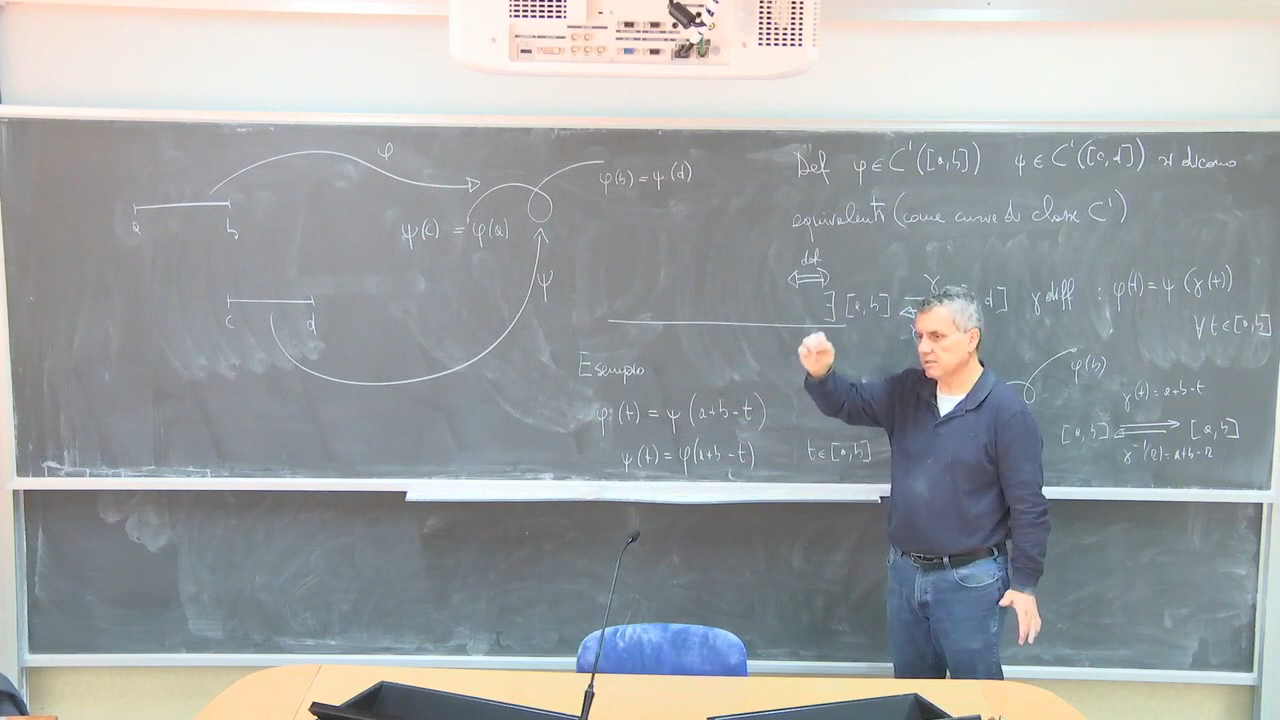 φ
a b
ψ(c) = φ(a)
φ(b) = ψ(d)
ψ
c d
Def φ ∈ C¹([a,b]) ψ ∈ C¹([c,d]) si dicono
equivalenti (come curve di classe C¹)
def
⟺
∃ [a,b] d] γ diff : φ(t) = ψ(γ(t))
∀ t ∈ [a,b]
Esempio
φ(t) = ψ(a+b-t)
ψ(t) = φ(a+b-t) t ∈ [a,b]
φ(b)
γ(t) = a+b-t
[a,b] ⇄ [a,b]
γ⁻¹(r) = a+b-r